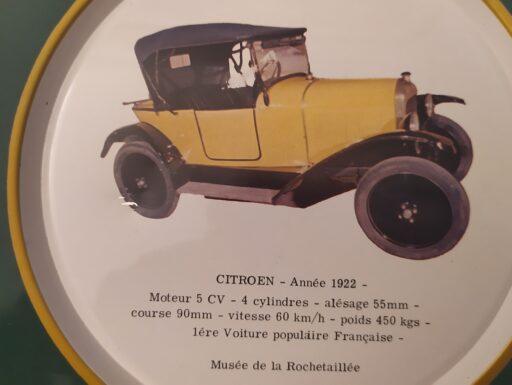 CITROEN - Année 1922 -
Moteur 5 CV - 4 cylindres - alésage 55mm -
course 90mm - vitesse 60 km/h - poids 450 kgs -
1ére Voiture populáire Française -
Musée de la Rochetaillée